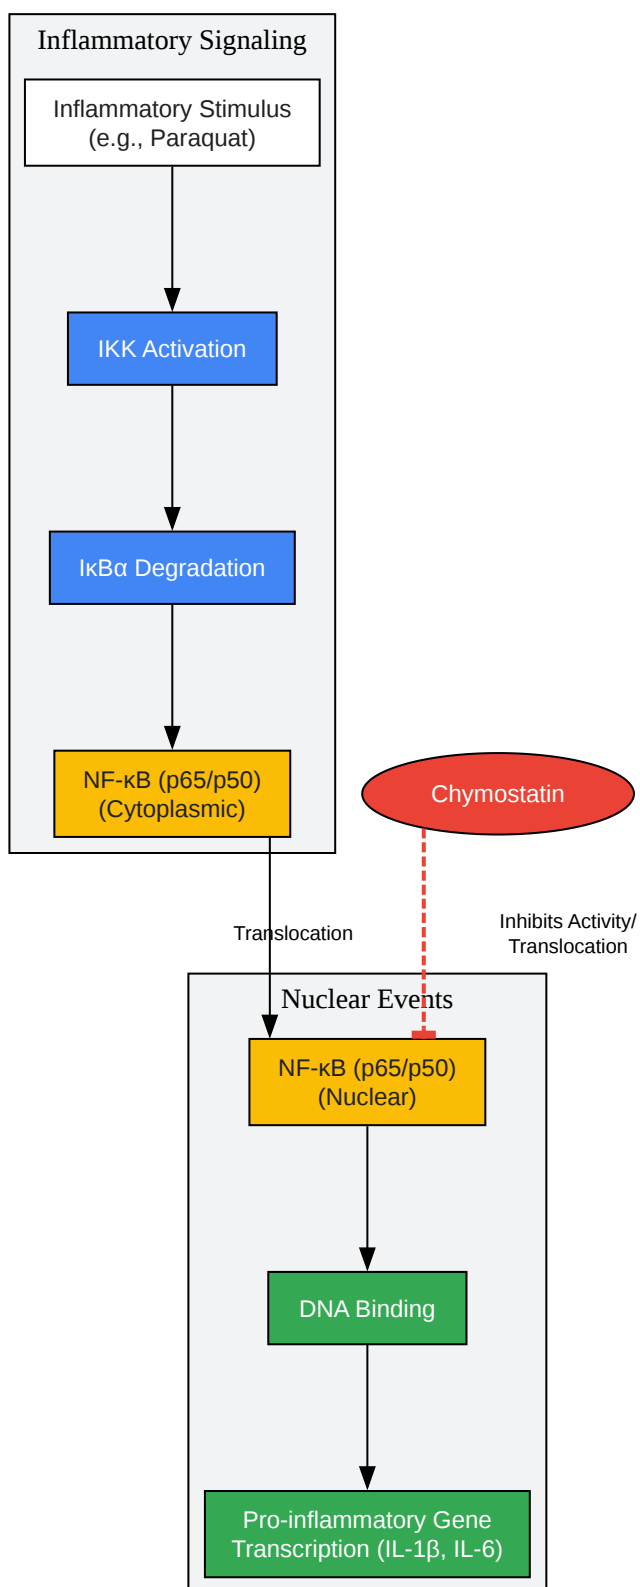 Inflammatory Signaling
Inflammatory Stimulus
(e.g., Paraquat)
IKK Activation
IκBα Degradation
NF-κB (p65/p50)
(Cytoplasmic)
Chymostatin
Translocation
Inhibits Activity/
Translocation
Nuclear Events
NF-κB (p65/p50)
(Nuclear)
DNA Binding
Pro-inflammatory Gene
Transcription (IL-1β, IL-6)